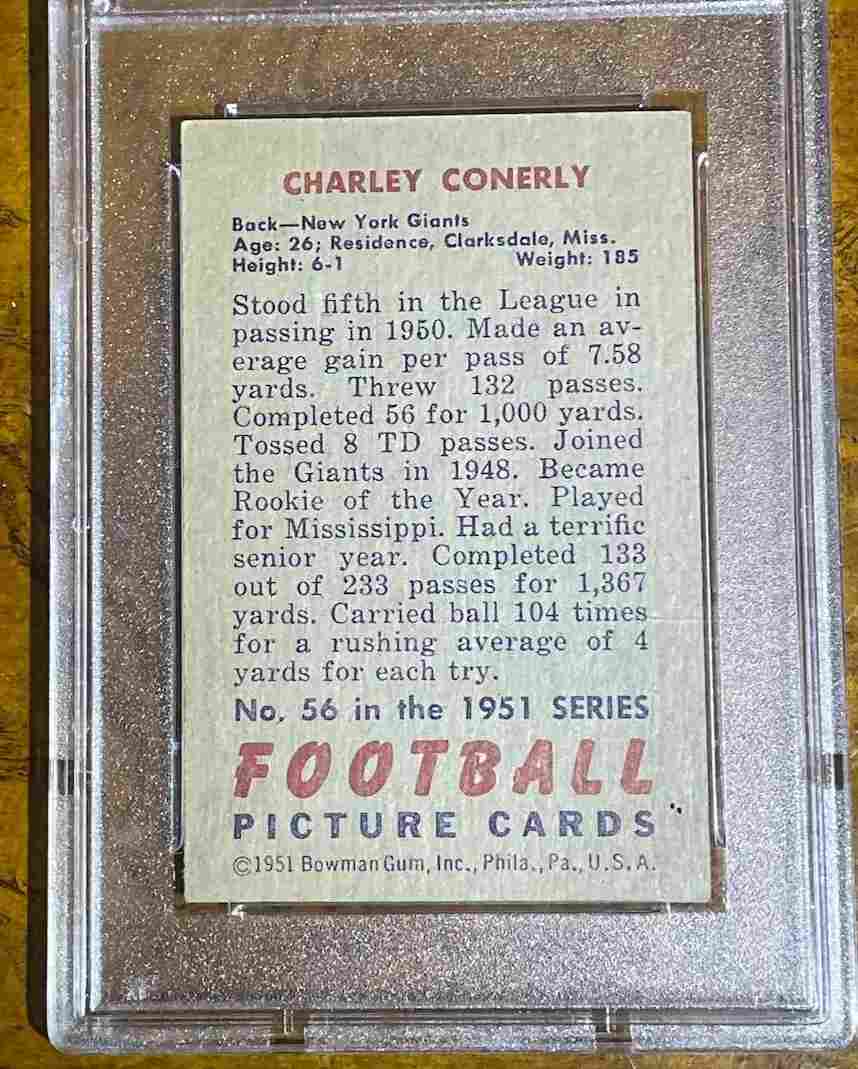 CHARLEY CONERLY
Back—New York Giants
Age: 26; Residence, Clarksdale, Miss.
Height: 6-1 Weight: 185
Stood fifth in the League in
passing in 1950. Made an av-
erage gain per pass of 7.58
yards. Threw 132 passes.
Completed 56 for 1,000 yards.
Tossed 8 TD passes. Joined
the Giants in 1948. Became
Rookie of the Year. Played
for Mississippi. Had a terrific
senior year. Completed 133
out of 233 passes for 1,367
yards. Carried ball 104 times
for a rushing average of 4
yards for each try.
No. 56 in the 1951 SERIES
FOOTBALL
PICTURE CARDS
©1951 Bowman Gum, Inc., Phila., Pa., U.S.A.